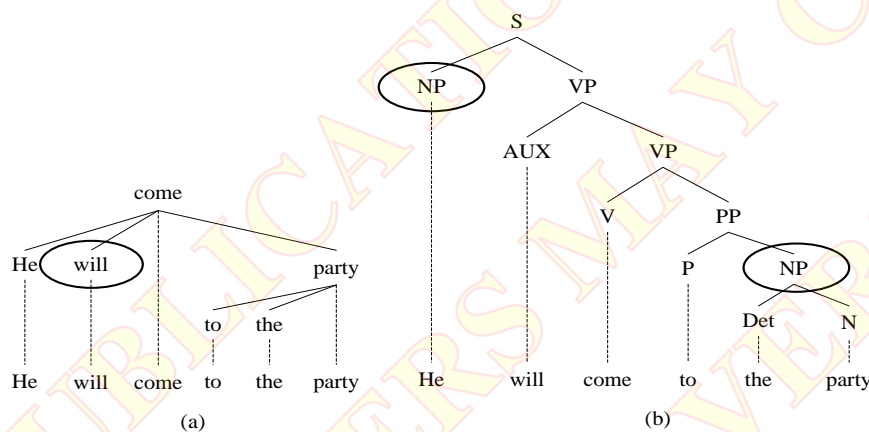 S
NP VP
AUX VP
come
V PP
He will party
P NP
to the
Det N
He will come to the party
He will come to the party
(a) (b)